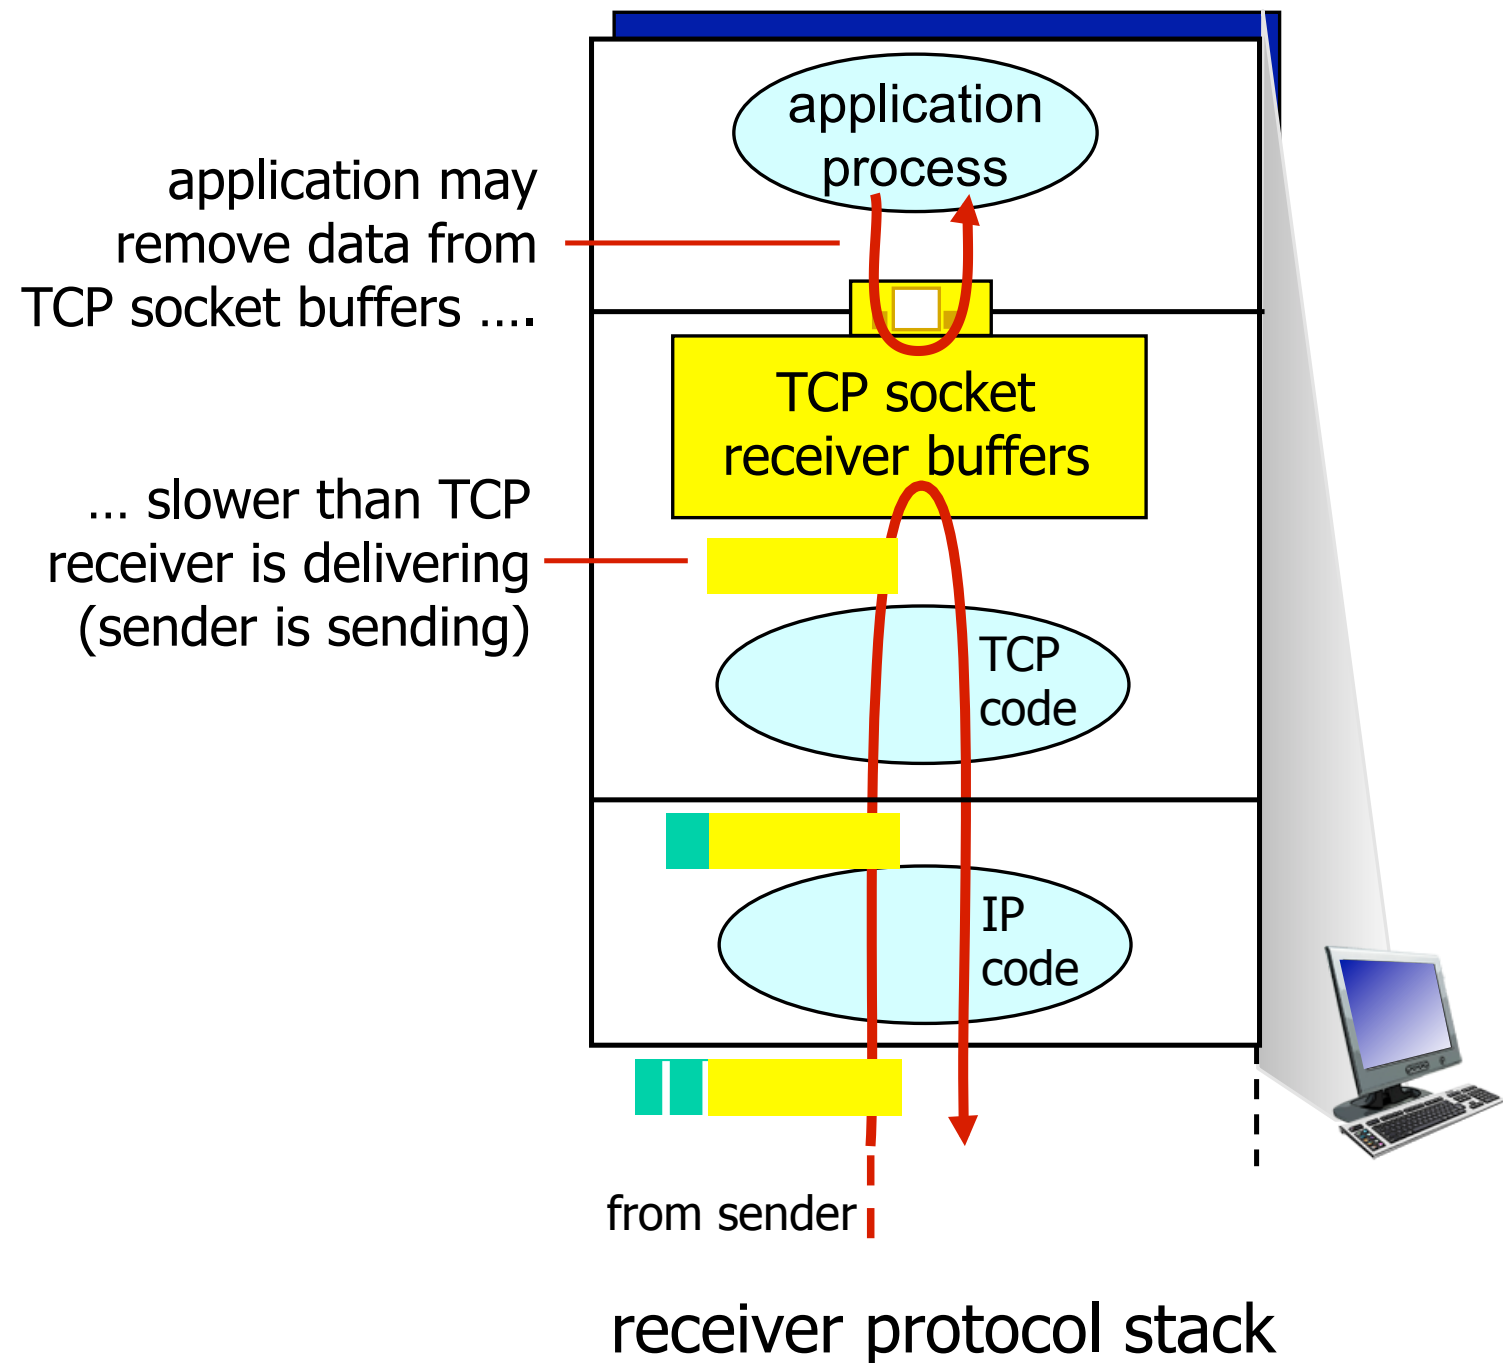 application
process
application may
remove data from
TCP socket buffers ....
TCP socket
receiver buffers
… slower than TCP
receiver is delivering
(sender is sending)
TCP
code
IP
code
from sender
receiver protocol stack